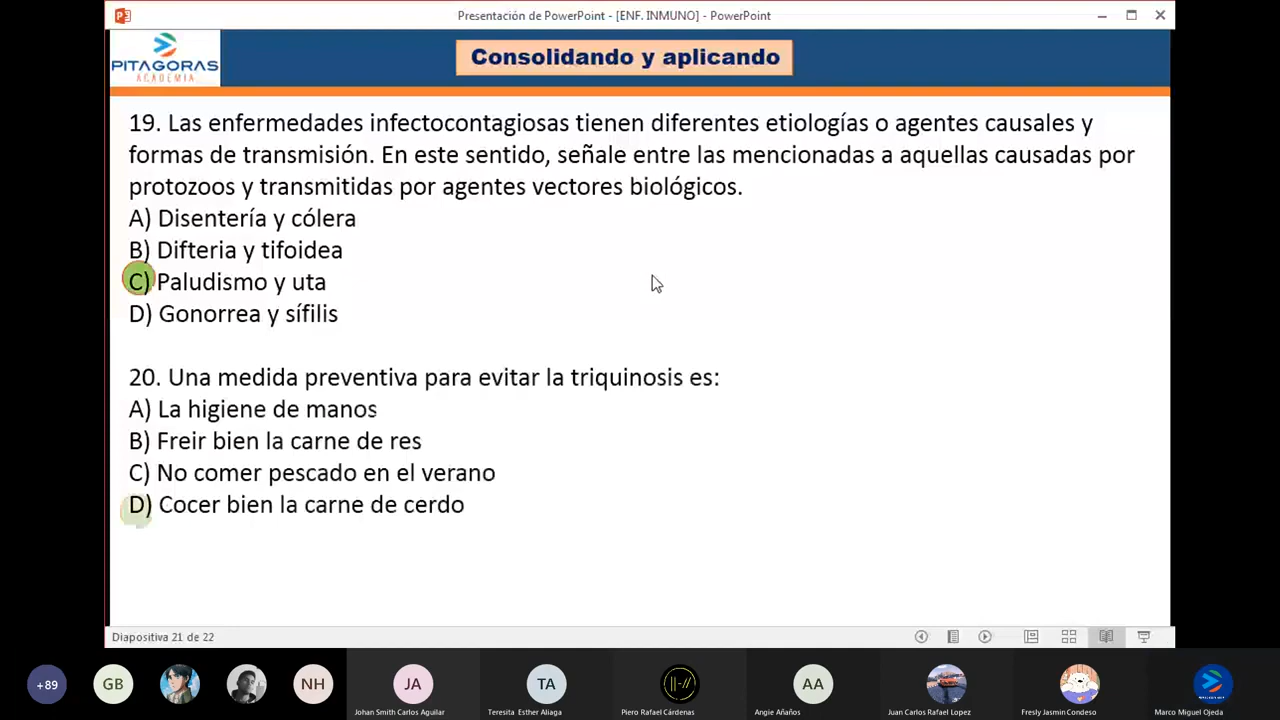 Presentación de PowerPoint - [ENF. INMUNO] - PowerPoint
PITAGORAS
ACADEMIA
Consolidando y aplicando
19. Las enfermedades infectocontagiosas tienen diferentes etiologías o agentes causales y
formas de transmisión. En este sentido, señale entre las mencionadas a aquellas causadas por
protozoos y transmitidas por agentes vectores biológicos.
A) Disentería y cólera
B) Difteria y tifoidea
C) Paludismo y uta
D) Gonorrea y sífilis
20. Una medida preventiva para evitar la triquinosis es:
A) La higiene de manos
B) Freir bien la carne de res
C) No comer pescado en el verano
D) Cocer bien la carne de cerdo
Diapositiva 21 de 22
+89
GB
NH
JA
TA
AA
Johan Smith Carlos Aguilar
Teresita Esther Aliaga
Piero Rafael Cárdenas
Angie Añaños
Juan Carlos Rafael Lopez
Fresly Jasmin Condeso
Marco Miguel Ojeda